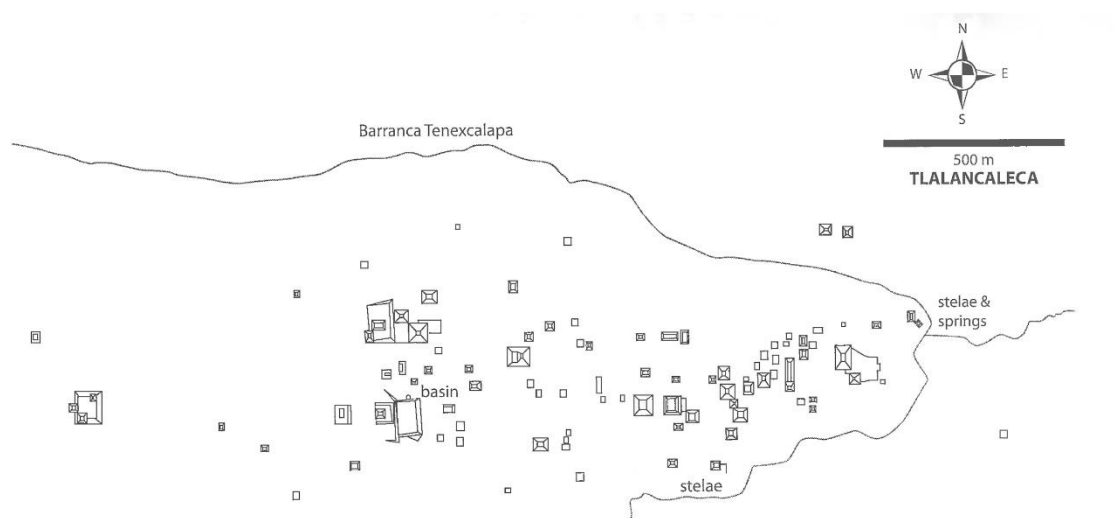 N
W E
S
500 m
TLALANCALECA
Barranca Tenexcalapa
stelae &
springs
basin
stelae